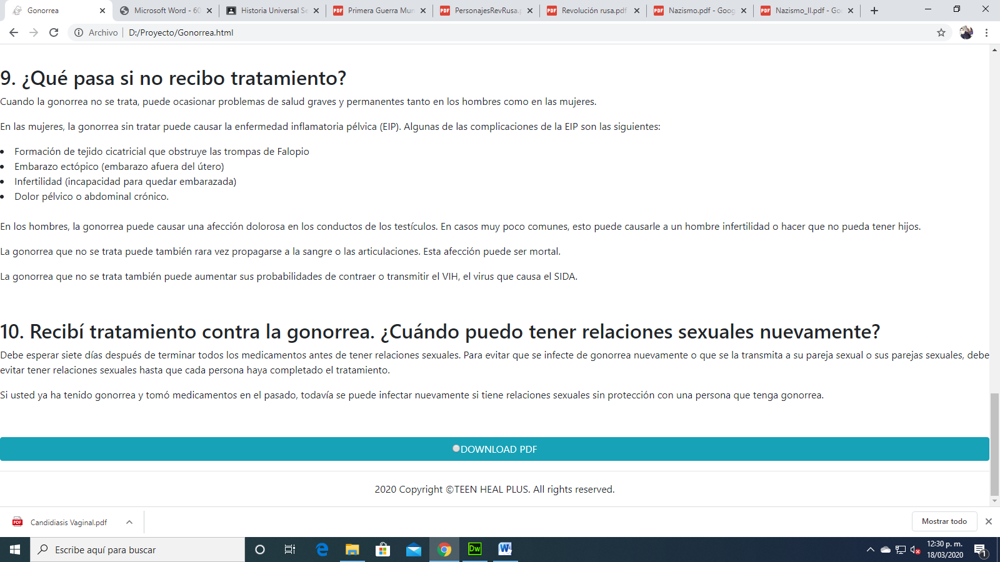 Gonorrea
Microsoft Word - 60
Historia Universal Se
Primera Guerra Mun
PersonajesRevRusa.p
Revolución rusa.pdf
Nazismo.pdf - Goog
Nazismo_II.pdf - Go
Archivo | D:/Proyecto/Gonorrea.html
9. ¿Qué pasa si no recibo tratamiento?
Cuando la gonorrea no se trata, puede ocasionar problemas de salud graves y permanentes tanto en los hombres como en las mujeres.
En las mujeres, la gonorrea sin tratar puede causar la enfermedad inflamatoria pélvica (EIP). Algunas de las complicaciones de la EIP son las siguientes:
• Formación de tejido cicatricial que obstruye las trompas de Falopio
• Embarazo ectópico (embarazo afuera del útero)
• Infertilidad (incapacidad para quedar embarazada)
• Dolor pélvico o abdominal crónico.
En los hombres, la gonorrea puede causar una afección dolorosa en los conductos de los testículos. En casos muy poco comunes, esto puede causarle a un hombre infertilidad o hacer que no pueda tener hijos.
La gonorrea que no se trata puede también rara vez propagarse a la sangre o las articulaciones. Esta afección puede ser mortal.
La gonorrea que no se trata también puede aumentar sus probabilidades de contraer o transmitir el VIH, el virus que causa el SIDA.
10. Recibí tratamiento contra la gonorrea. ¿Cuándo puedo tener relaciones sexuales nuevamente?
Debe esperar siete días después de terminar todos los medicamentos antes de tener relaciones sexuales. Para evitar que se infecte de gonorrea nuevamente o que se la transmita a su pareja sexual o sus parejas sexuales, debe
evitar tener relaciones sexuales hasta que cada persona haya completado el tratamiento.
Si usted ya ha tenido gonorrea y tomó medicamentos en el pasado, todavía se puede infectar nuevamente si tiene relaciones sexuales sin protección con una persona que tenga gonorrea.
DOWNLOAD PDF
2020 Copyright ©TEEN HEAL PLUS. All rights reserved.
Candidiasis Vaginal.pdf
Mostrar todo
Escribe aquí para buscar
12:30 p. m.
18/03/2020
1